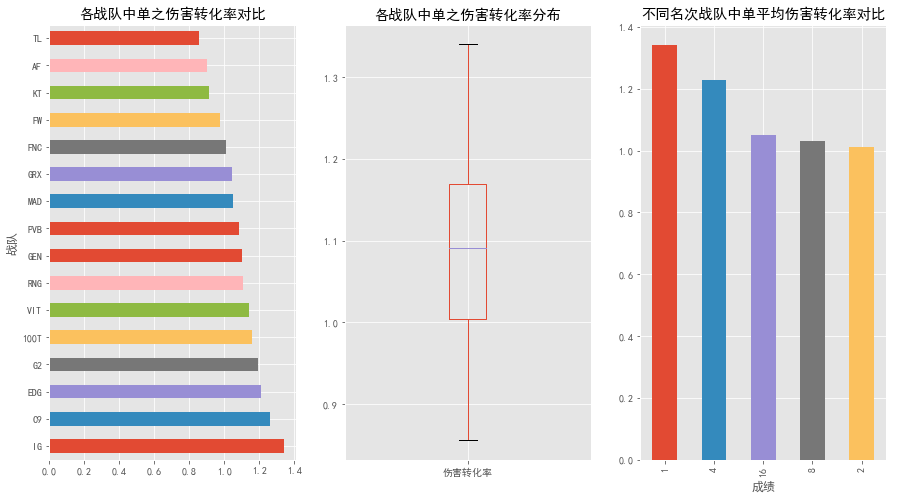 各战队中单之伤害转化率对比
战队
TL
AF
KT
FW
FNC
GRX
MAD
PVB
GEN
RNG
VIT
100T
G2
EDG
C9
IG
0.0 0.2 0.4 0.6 0.8 1.0 1.2 1.4
各战队中单之伤害转化率分布
1.3
1.2
1.1
1.0
0.9
伤害转化率
不同名次战队中单平均伤害转化率对比
1.4
1.2
1.0
0.8
0.6
0.4
0.2
0.0
1 4 16 8 2
成绩